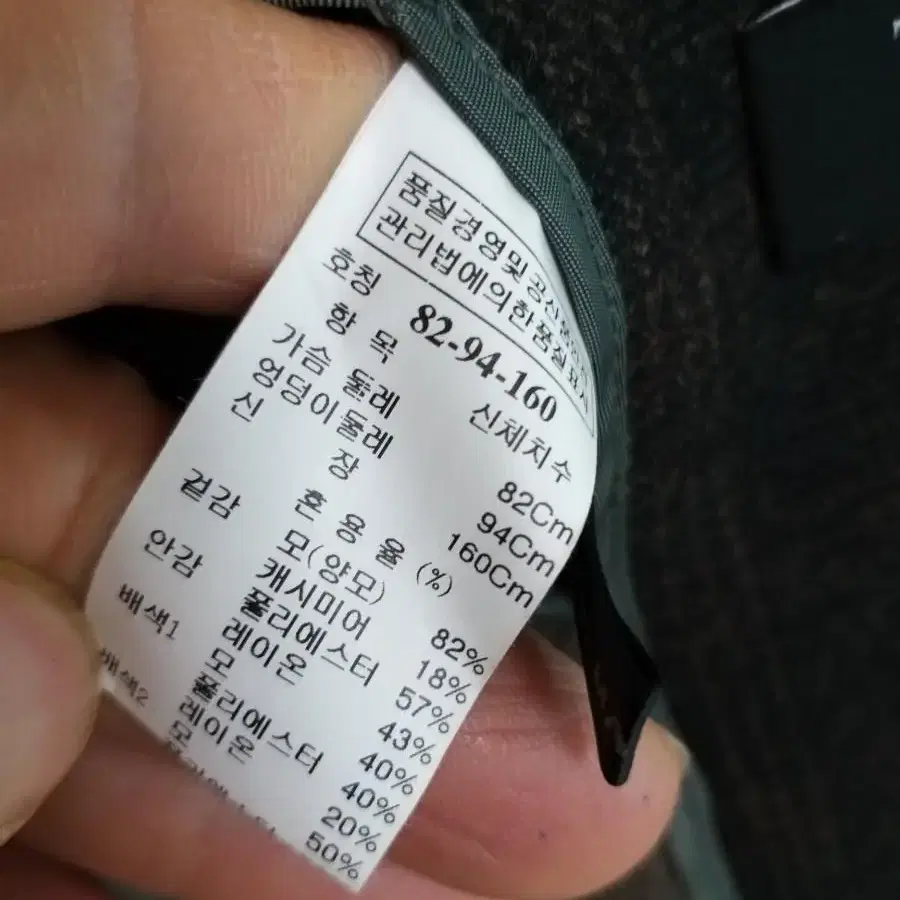 품질경영및 공산품안전
관리법에의한품질표시
호칭 82-94-160
항 목 신체치수
가슴 둘레 82Cm
엉덩이둘레 94Cm
신 장 160Cm
혼 용 율 (%)
겉감 모(양모) 82%
캐시미어 18%
안감 폴리에스터 57%
레이온 43%
배색1 모 40%
폴리에스터 40%
레이온 20%
배색2 모 50%